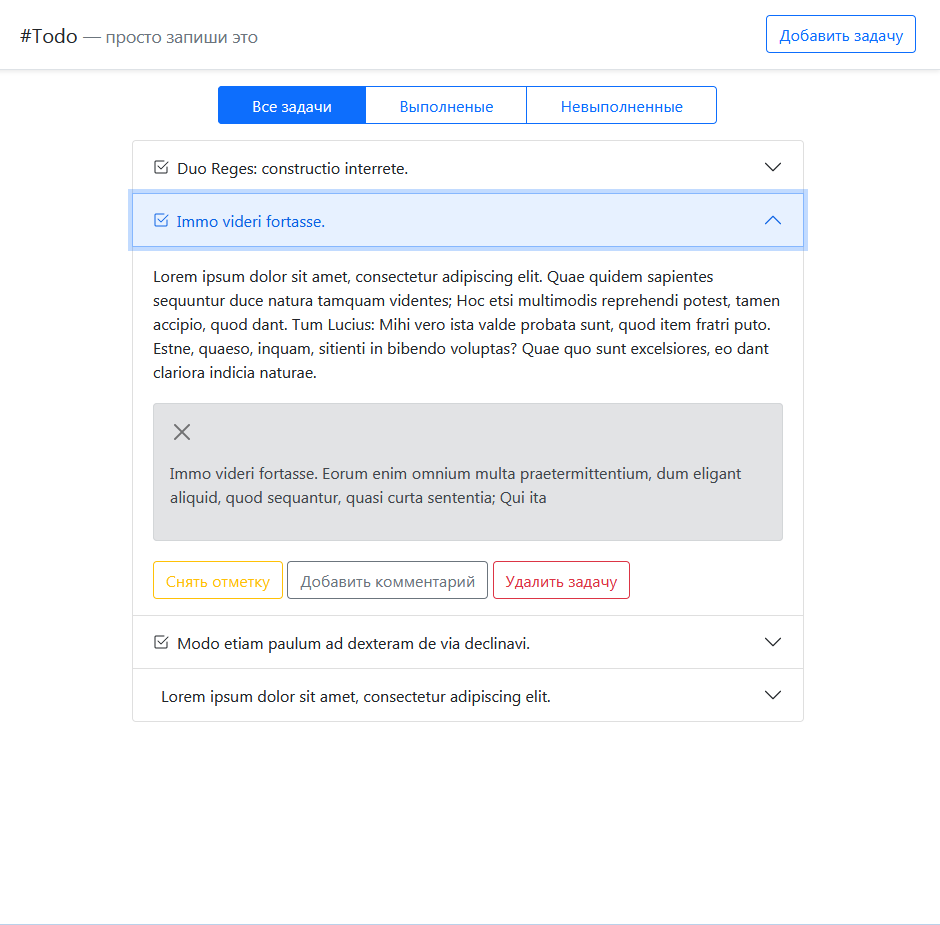 #Todo — просто запиши это
Добавить задачу
Все задачи
Выполненые
Невыполненные
Duo Reges: constructio interrete.
Immo videri fortasse.
Lorem ipsum dolor sit amet, consectetur adipiscing elit. Quae quidem sapientes
sequuntur duce natura tamquam videntes; Hoc etsi multimodis reprehendi potest, tamen
accipio, quod dant. Tum Lucius: Mihi vero ista valde probata sunt, quod item fratri puto.
Estne, quaeso, inquam, sitienti in bibendo voluptas? Quae quo sunt excelsiores, eo dant
clariora indicia naturae.
Immo videri fortasse. Eorum enim omnium multa praetermittentium, dum eligant
aliquid, quod sequantur, quasi curta sententia; Qui ita
Снять отметку
Добавить комментарий
Удалить задачу
Modo etiam paulum ad dexteram de via declinavi.
Lorem ipsum dolor sit amet, consectetur adipiscing elit.